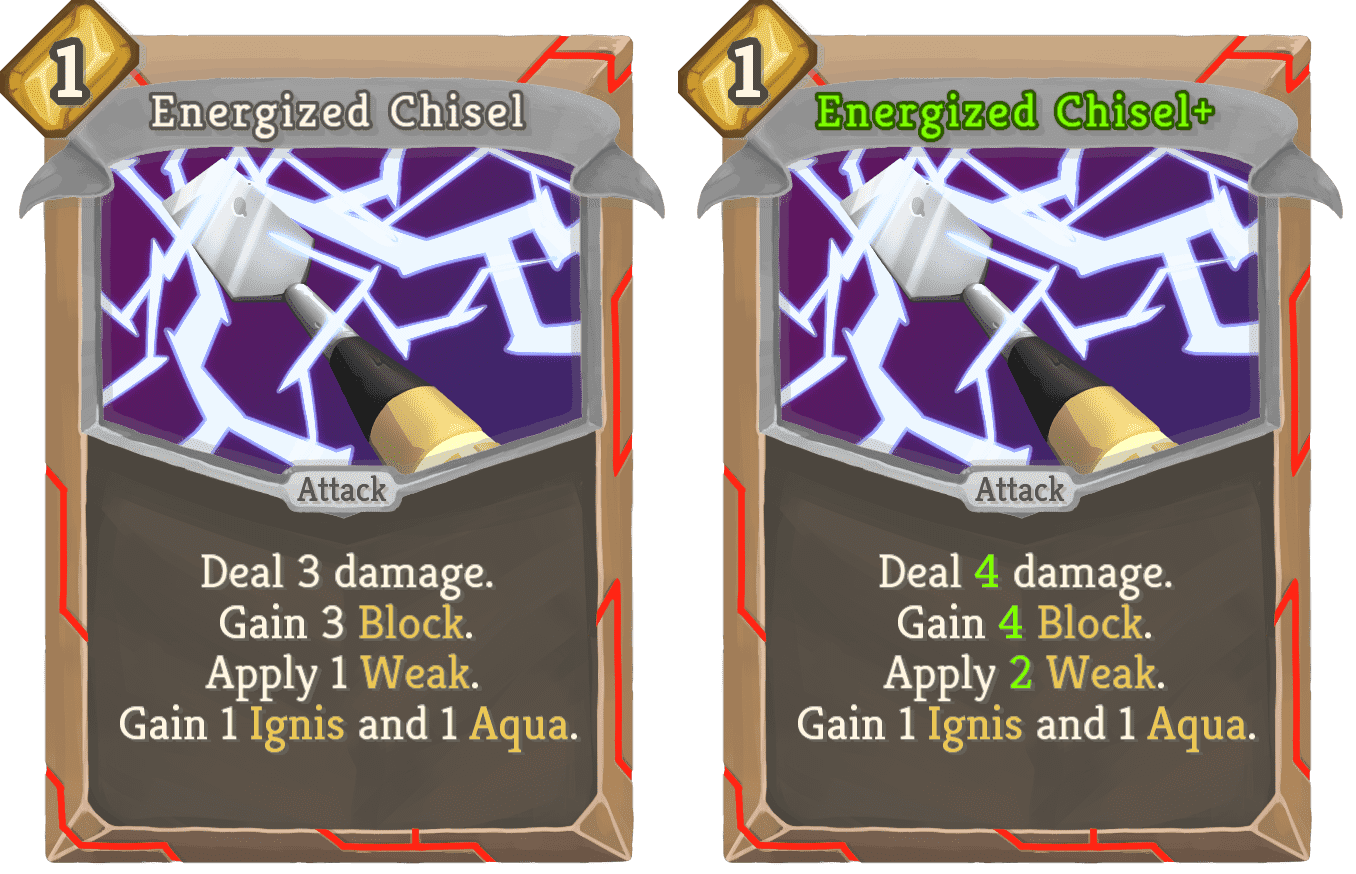 1
Energized Chisel
Attack
Deal 3 damage.
Gain 3 Block.
Apply 1 Weak.
Gain 1 Ignis and 1 Aqua.
1
Energized Chisel+
Attack
Deal 4 damage.
Gain 4 Block.
Apply 2 Weak.
Gain 1 Ignis and 1 Aqua.